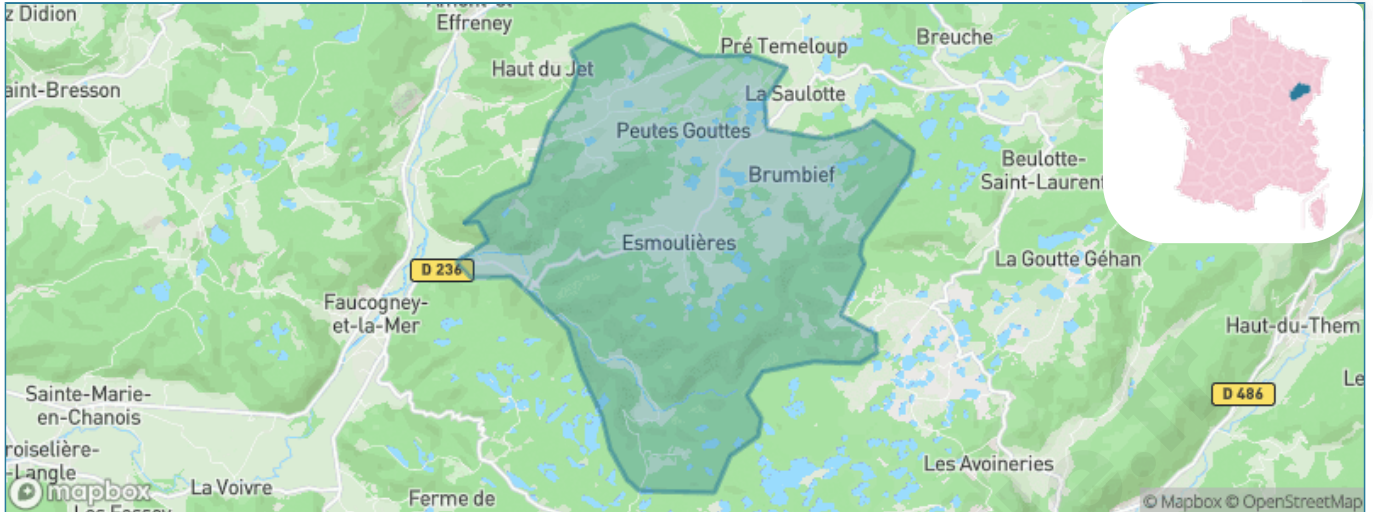 z Didion
Effreney
Pré Temeloup
Breuche
Haut du Jet
aint-Bresson
La Saulotte
Peutes Gouttes
Beulotte-
Saint-Laurent
Brumbief
Esmoulières
La Goutte Géhan
D 236
Faucogney-
et-la-Mer
Haut-du-Them
Le
Sainte-Marie-
en-Chanois
D 486
roiselière-
-Langle
Les Avoineries
La Voivre
Ferme de
mapbox
© Mapbox © OpenStreetMap